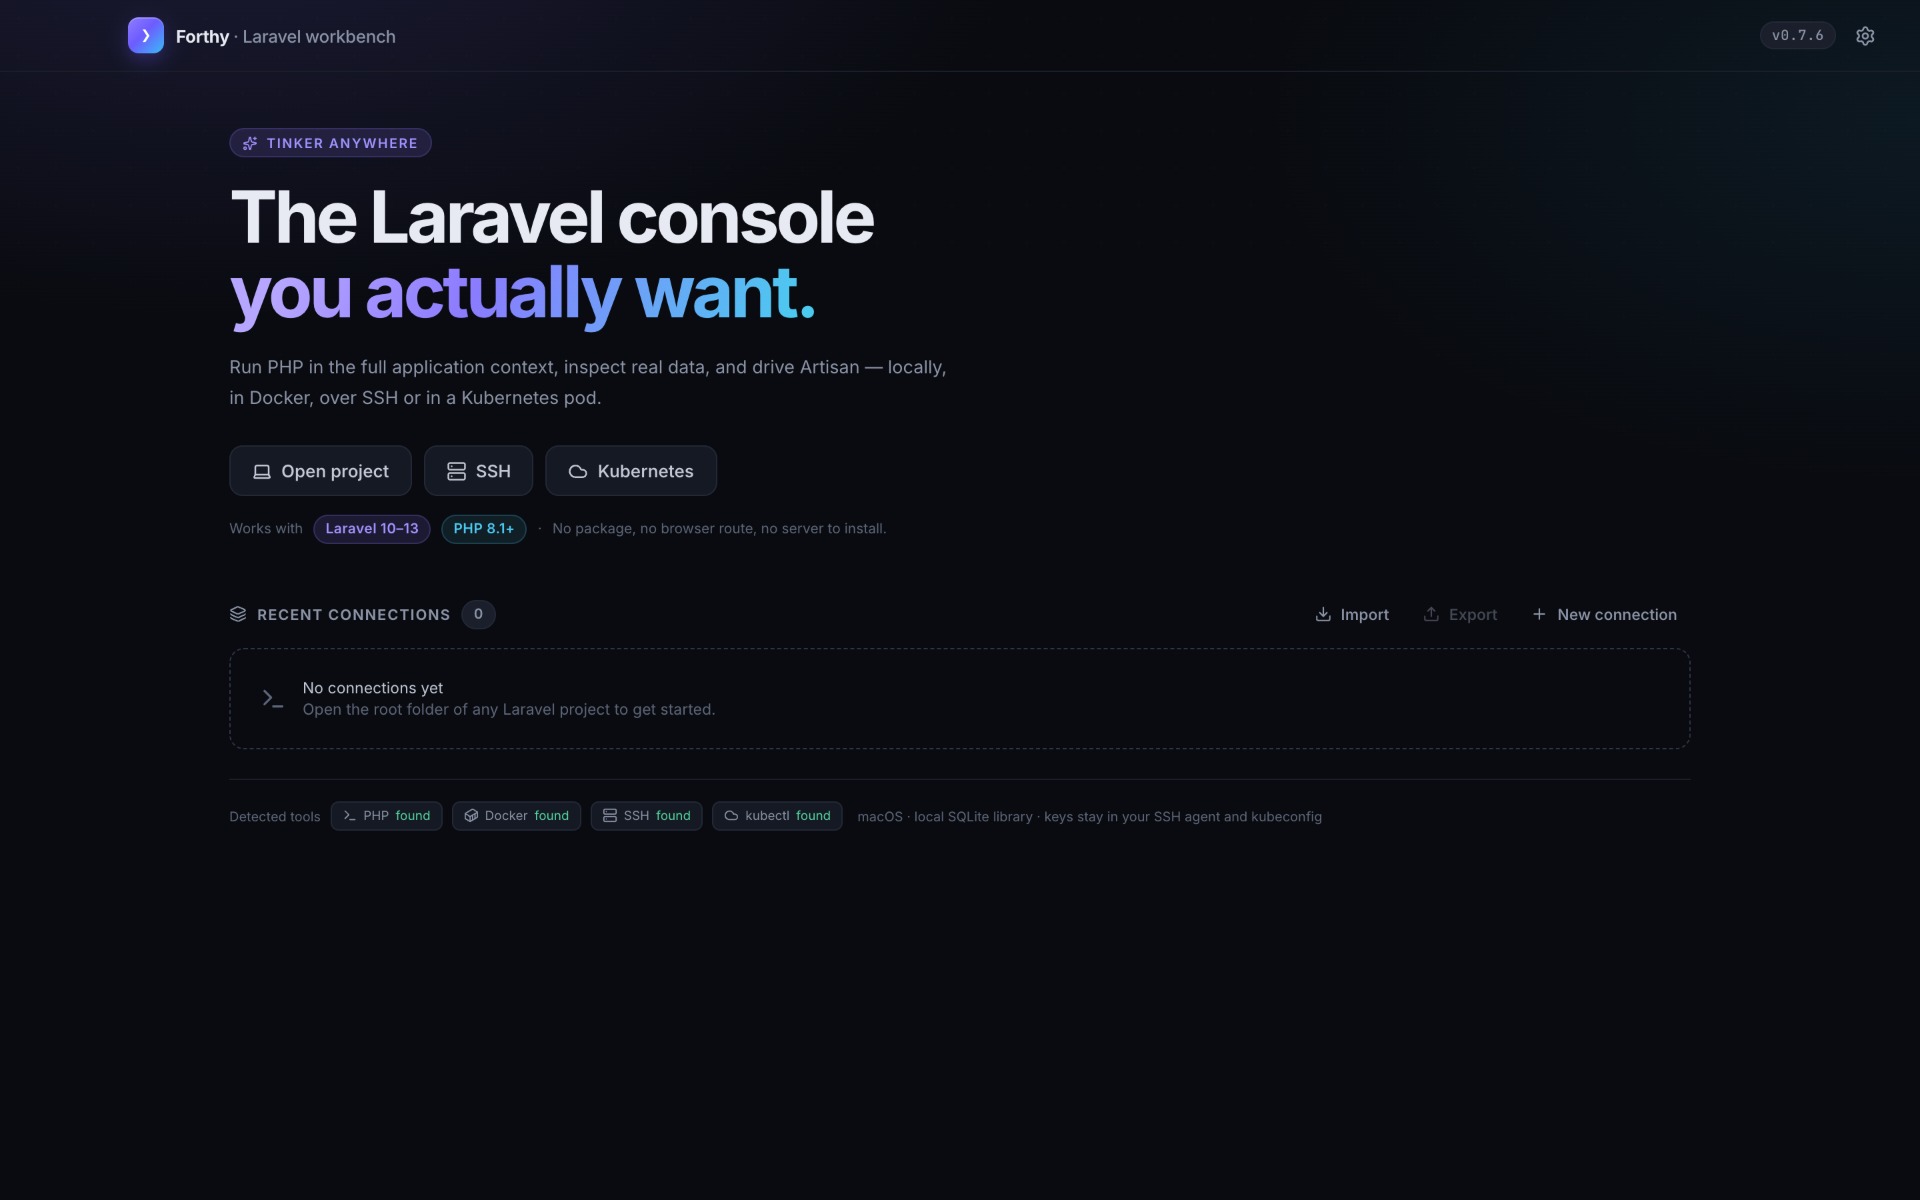 Forthy · Laravel workbench
v0.7.6
TINKER ANYWHERE
The Laravel console
you actually want.
Run PHP in the full application context, inspect real data, and drive Artisan — locally,
in Docker, over SSH or in a Kubernetes pod.
Open project
SSH
Kubernetes
Works with Laravel 10–13 PHP 8.1+ · No package, no browser route, no server to install.
RECENT CONNECTIONS 0
Import
Export
New connection
No connections yet
Open the root folder of any Laravel project to get started.
Detected tools PHP found Docker found SSH found kubectl found macOS · local SQLite library · keys stay in your SSH agent and kubeconfig